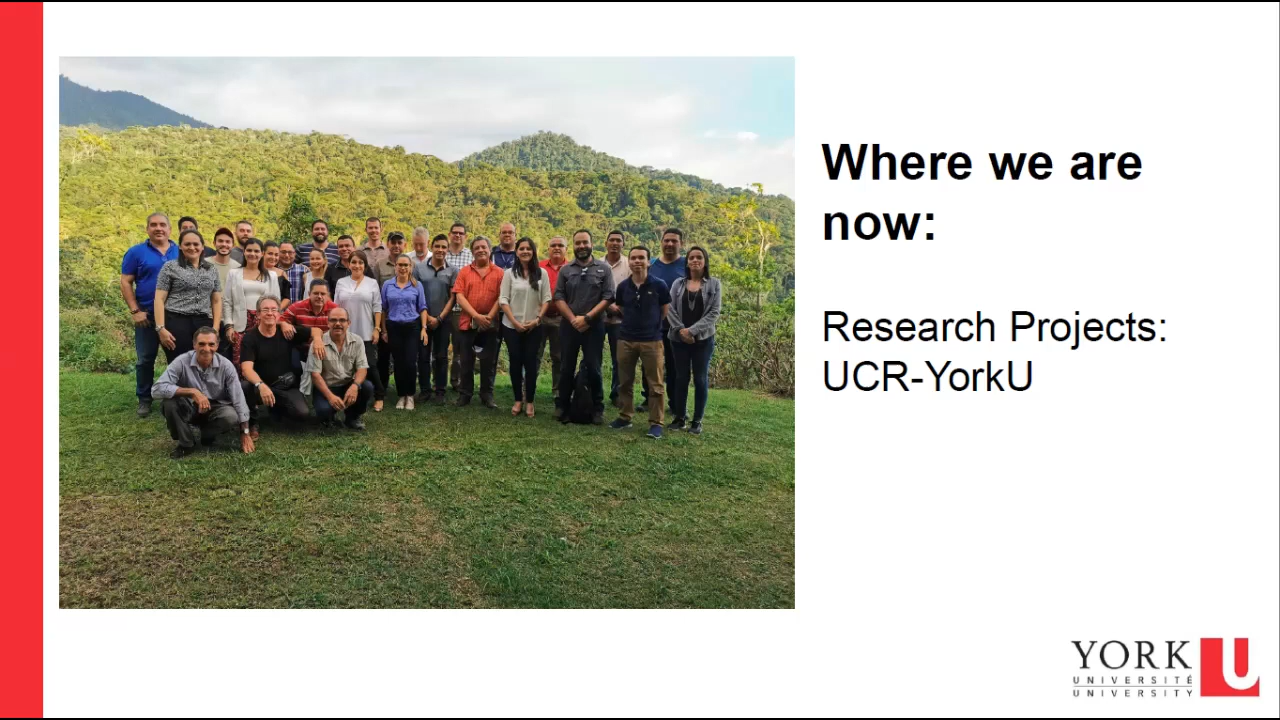 Where we are
now:
Research Projects:
UCR-YorkU
YORK U
UNIVERSITÉ
UNIVERSITY